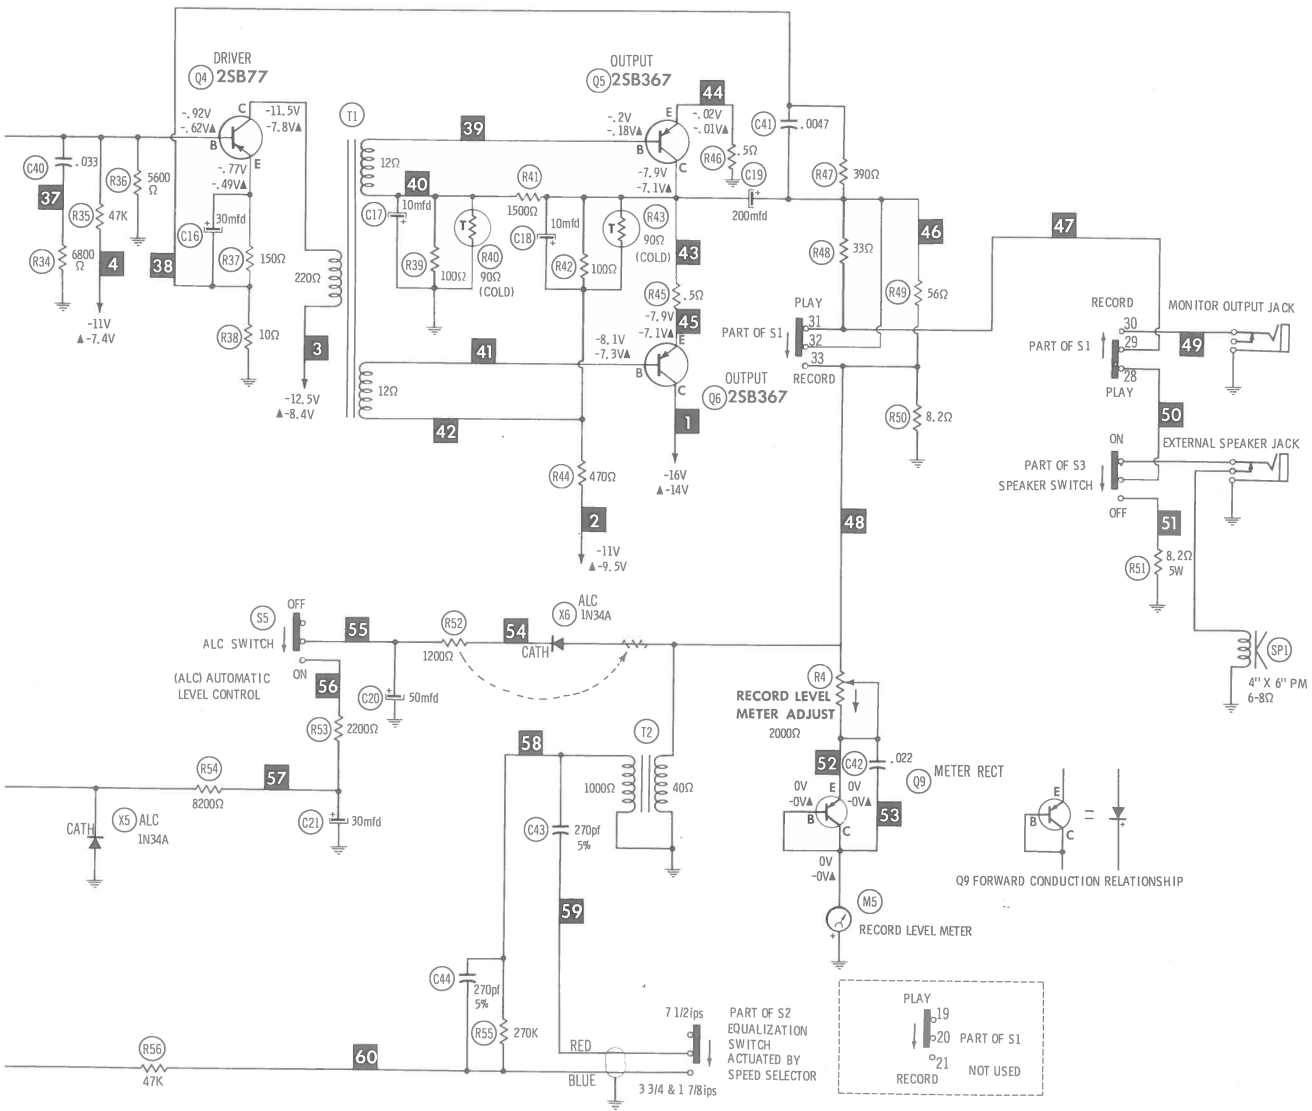 DRIVER
Q4 2SB77
-.92V
-.62V▲
B
C
E
-11.5V
-7.8V▲
-.77V
-.49V▲
C40 .033
37
R36 5600
Ω
R35 47K
R34 6800
Ω
4
-11V
▲-7.4V
38
30mfd
C16
+
R37 150Ω
R38 10Ω
220Ω
3
-12.5V
▲-8.4V
T1
12Ω
39
40
10mfd
C17
+
R39
100Ω
T
R40
90Ω
(COLD)
R41
1500Ω
10mfd
C18
+
R42
100Ω
T
R43
90Ω
(COLD)
OUTPUT
Q5 2SB367
-.2V
-.18V▲
B
E
C
-7.9V
-7.1V▲
44
-.02V
-.01V▲
R46 .5Ω
C41 .0047
C19
+
200mfd
R47 390Ω
R48 33Ω
43
R45 .5Ω
-7.9V
-7.1V▲
45
E
-8.1V
-7.3V▲
B
C
OUTPUT
Q6 2SB367
12Ω
41
42
R44 470Ω
2
-11V
▲-9.5V
1
-16V
▲-14V
46
R49 56Ω
R50 8.2Ω
PLAY
31
PART OF S1
32
33
RECORD
47
RECORD
30
29
PART OF S1
28
PLAY
MONITOR OUTPUT JACK
49
50
ON
EXTERNAL SPEAKER JACK
PART OF S3
SPEAKER SWITCH
OFF
51
R51 8.2Ω
5W
SP1
4" X 6" PM
6-8Ω
48
S5
OFF
ALC SWITCH
ON
(ALC) AUTOMATIC
LEVEL CONTROL
55
R52
1200Ω
54
X6 ALC
1N34A
CATH
56
C20
+
50mfd
R53 2200Ω
R54
8200Ω
57
C21
+
30mfd
X5 ALC
1N34A
CATH
58
T2
1000Ω
40Ω
C43 270pf
5%
59
R4
RECORD LEVEL
METER ADJUST
2000Ω
52
C42
.022
Q9
METER RECT
0V
-0V▲
E
0V
-0V▲
B
C
53
0V
-0V▲
M5
+
RECORD LEVEL METER
E
B
C
=
+
Q9 FORWARD CONDUCTION RELATIONSHIP
C44
270pf
5%
R55 270K
R56
47K
60
7 1/2ips
RED
BLUE
PART OF S2
EQUALIZATION
SWITCH
ACTUATED BY
SPEED SELECTOR
3 3/4 & 1 7/8ips
PLAY
19
20 PART OF S1
21
RECORD
NOT USED